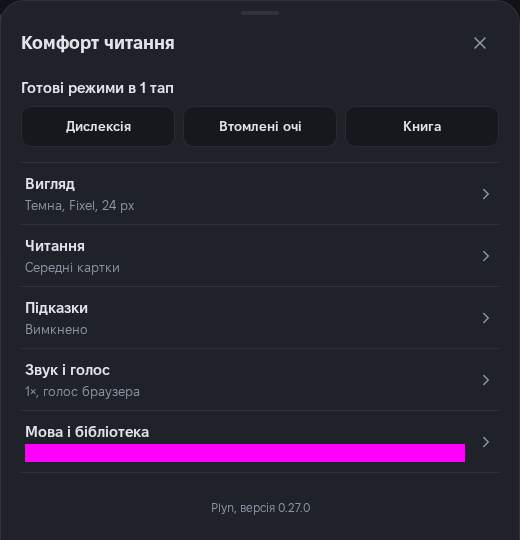 Комфорт читання
Готові режими в 1 тап
Дислексія
Втомлені очі
Книга
Вигляд
Темна, Fixel, 24 px
Читання
Середні картки
Підказки
Вимкнено
Звук і голос
1×, голос браузера
Мова і бібліотека
Plyn, версія 0.27.0